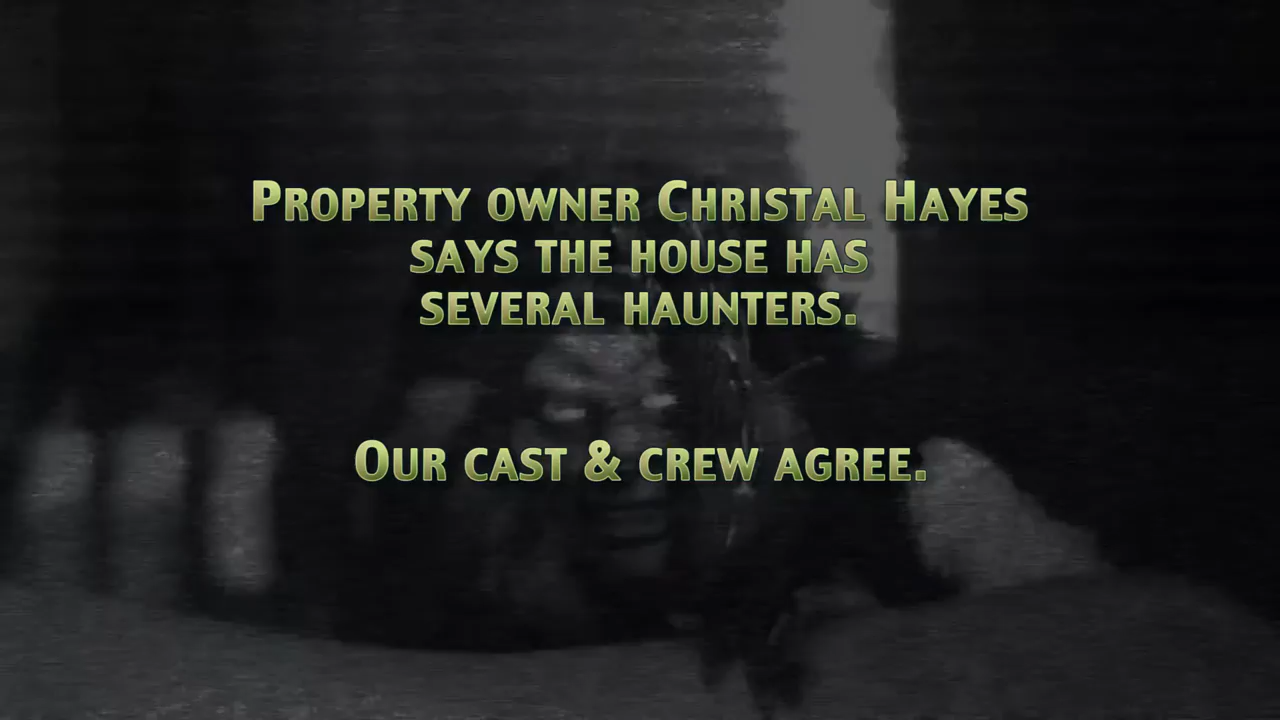 Property owner Christal Hayes
says the house has
several haunters.
Our cast & crew agree.